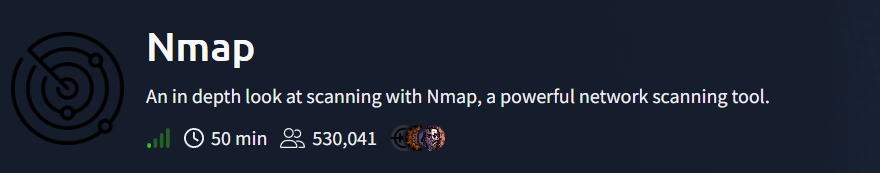 Nmap
An in depth look at scanning with Nmap, a powerful network scanning tool.
50 min 530,041